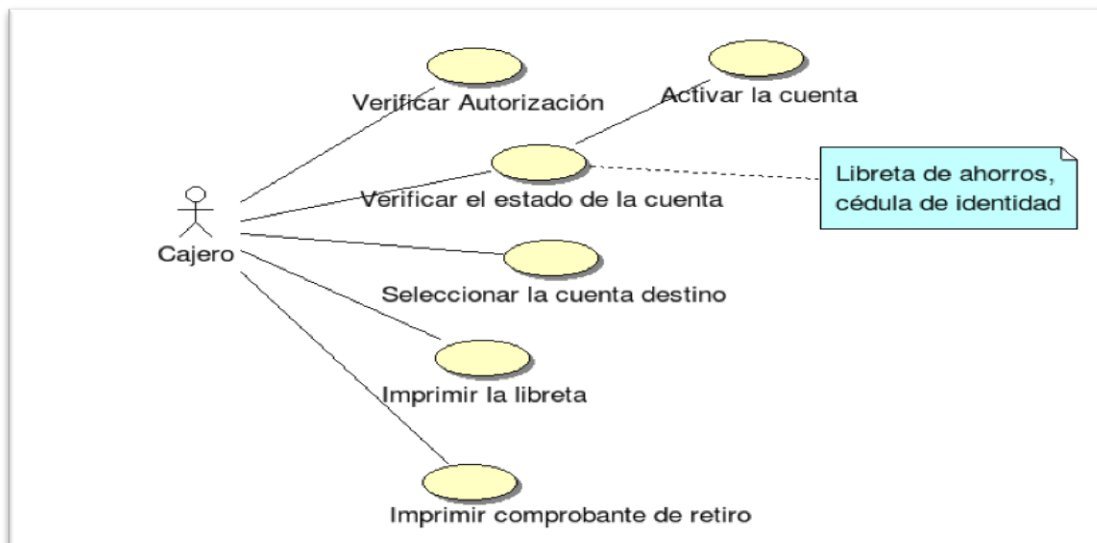 Verificar Autorización
Activar la cuenta
Verificar el estado de la cuenta
Libreta de ahorros,
cédula de identidad
Cajero
Seleccionar la cuenta destino
Imprimir la libreta
Imprimir comprobante de retiro